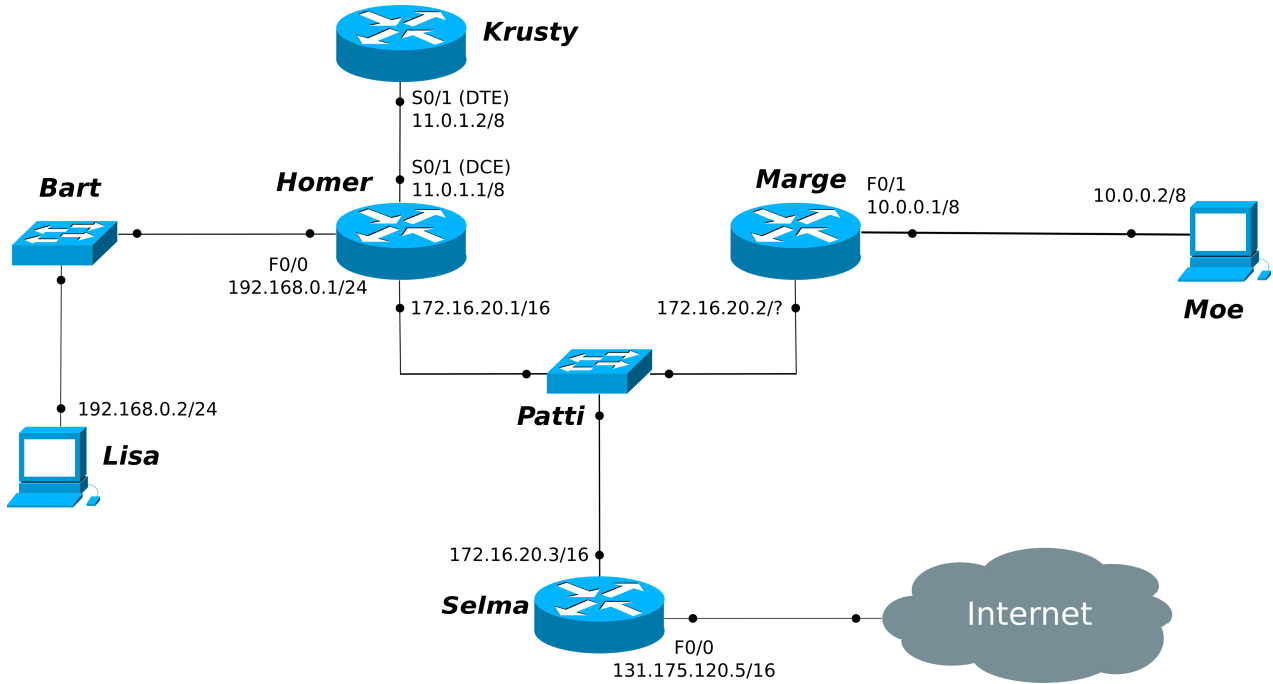 Krusty
S0/1 (DTE)
11.0.1.2/8
S0/1 (DCE)
11.0.1.1/8
Homer
Bart
F0/0
192.168.0.1/24
172.16.20.1/16
Marge
F0/1
10.0.0.1/8
10.0.0.2/8
Moe
172.16.20.2/?
Patti
192.168.0.2/24
Lisa
172.16.20.3/16
Selma
F0/0
131.175.120.5/16
Internet